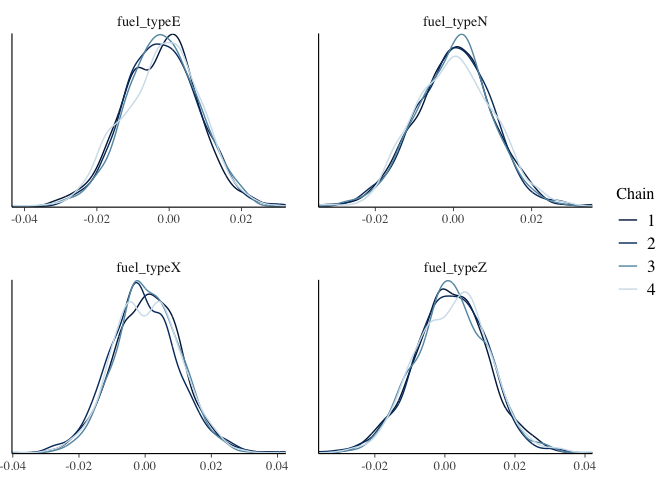 fuel_typeE
fuel_typeN
-0.04 -0.02 0.00 0.02
-0.02 0.00 0.02
Chain
1
2
3
4
fuel_typeX
fuel_typeZ
-0.04 -0.02 0.00 0.02 0.04
-0.02 0.00 0.02 0.04